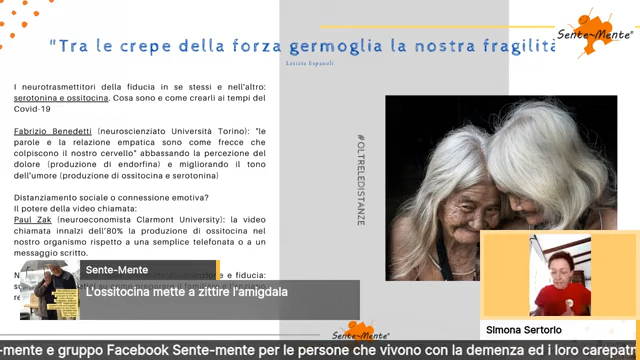 "Tra le crepe della forza germoglia la nostra fragilità
Letizia Espanoli
Sente~Mente®
I neurotrasmettitori della fiducia in se stessi e nell'altro:
serotonina e ossitocina. Cosa sono e come crearli ai tempi del
Covid-19
Fabrizio Benedetti (neuroscienziato Università Torino): "le
parole e la relazione empatica sono come frecce che
colpiscono il nostro cervello" abbassando la percezione del
dolore (produzione di endorfina) e migliorando il tono
dell'umore (produzione di ossitocina e serotonina)
Distanziamento sociale o connessione emotiva?
Il potere della video chiamata:
Paul Zak (neuroeconomista Clarmont University): la video
chiamata innalzi dell'80% la produzione di ossitocina nel
nostro organismo rispetto a una semplice telefonata o a un
messaggio scritto.
e fiducia:
#OLTRELEDISTANZE
Sente-Mente
L'ossitocina mette a zittire l'amigdala
Sente~Mente®
Simona Sertorio
-mente e gruppo Facebook Sente-mente per le persone che vivono con la demenza ed i loro carepatr